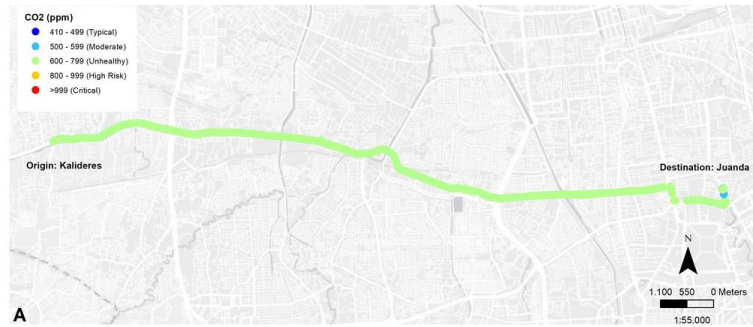 CO2 (ppm)
410 - 499 (Typical)
500 - 599 (Moderate)
600 - 799 (Unhealthy)
800 - 999 (High Risk)
>999 (Critical)
Origin: Kalideres
Destination: Juanda
N
1.100 550 0 Meters
1:55.000
A